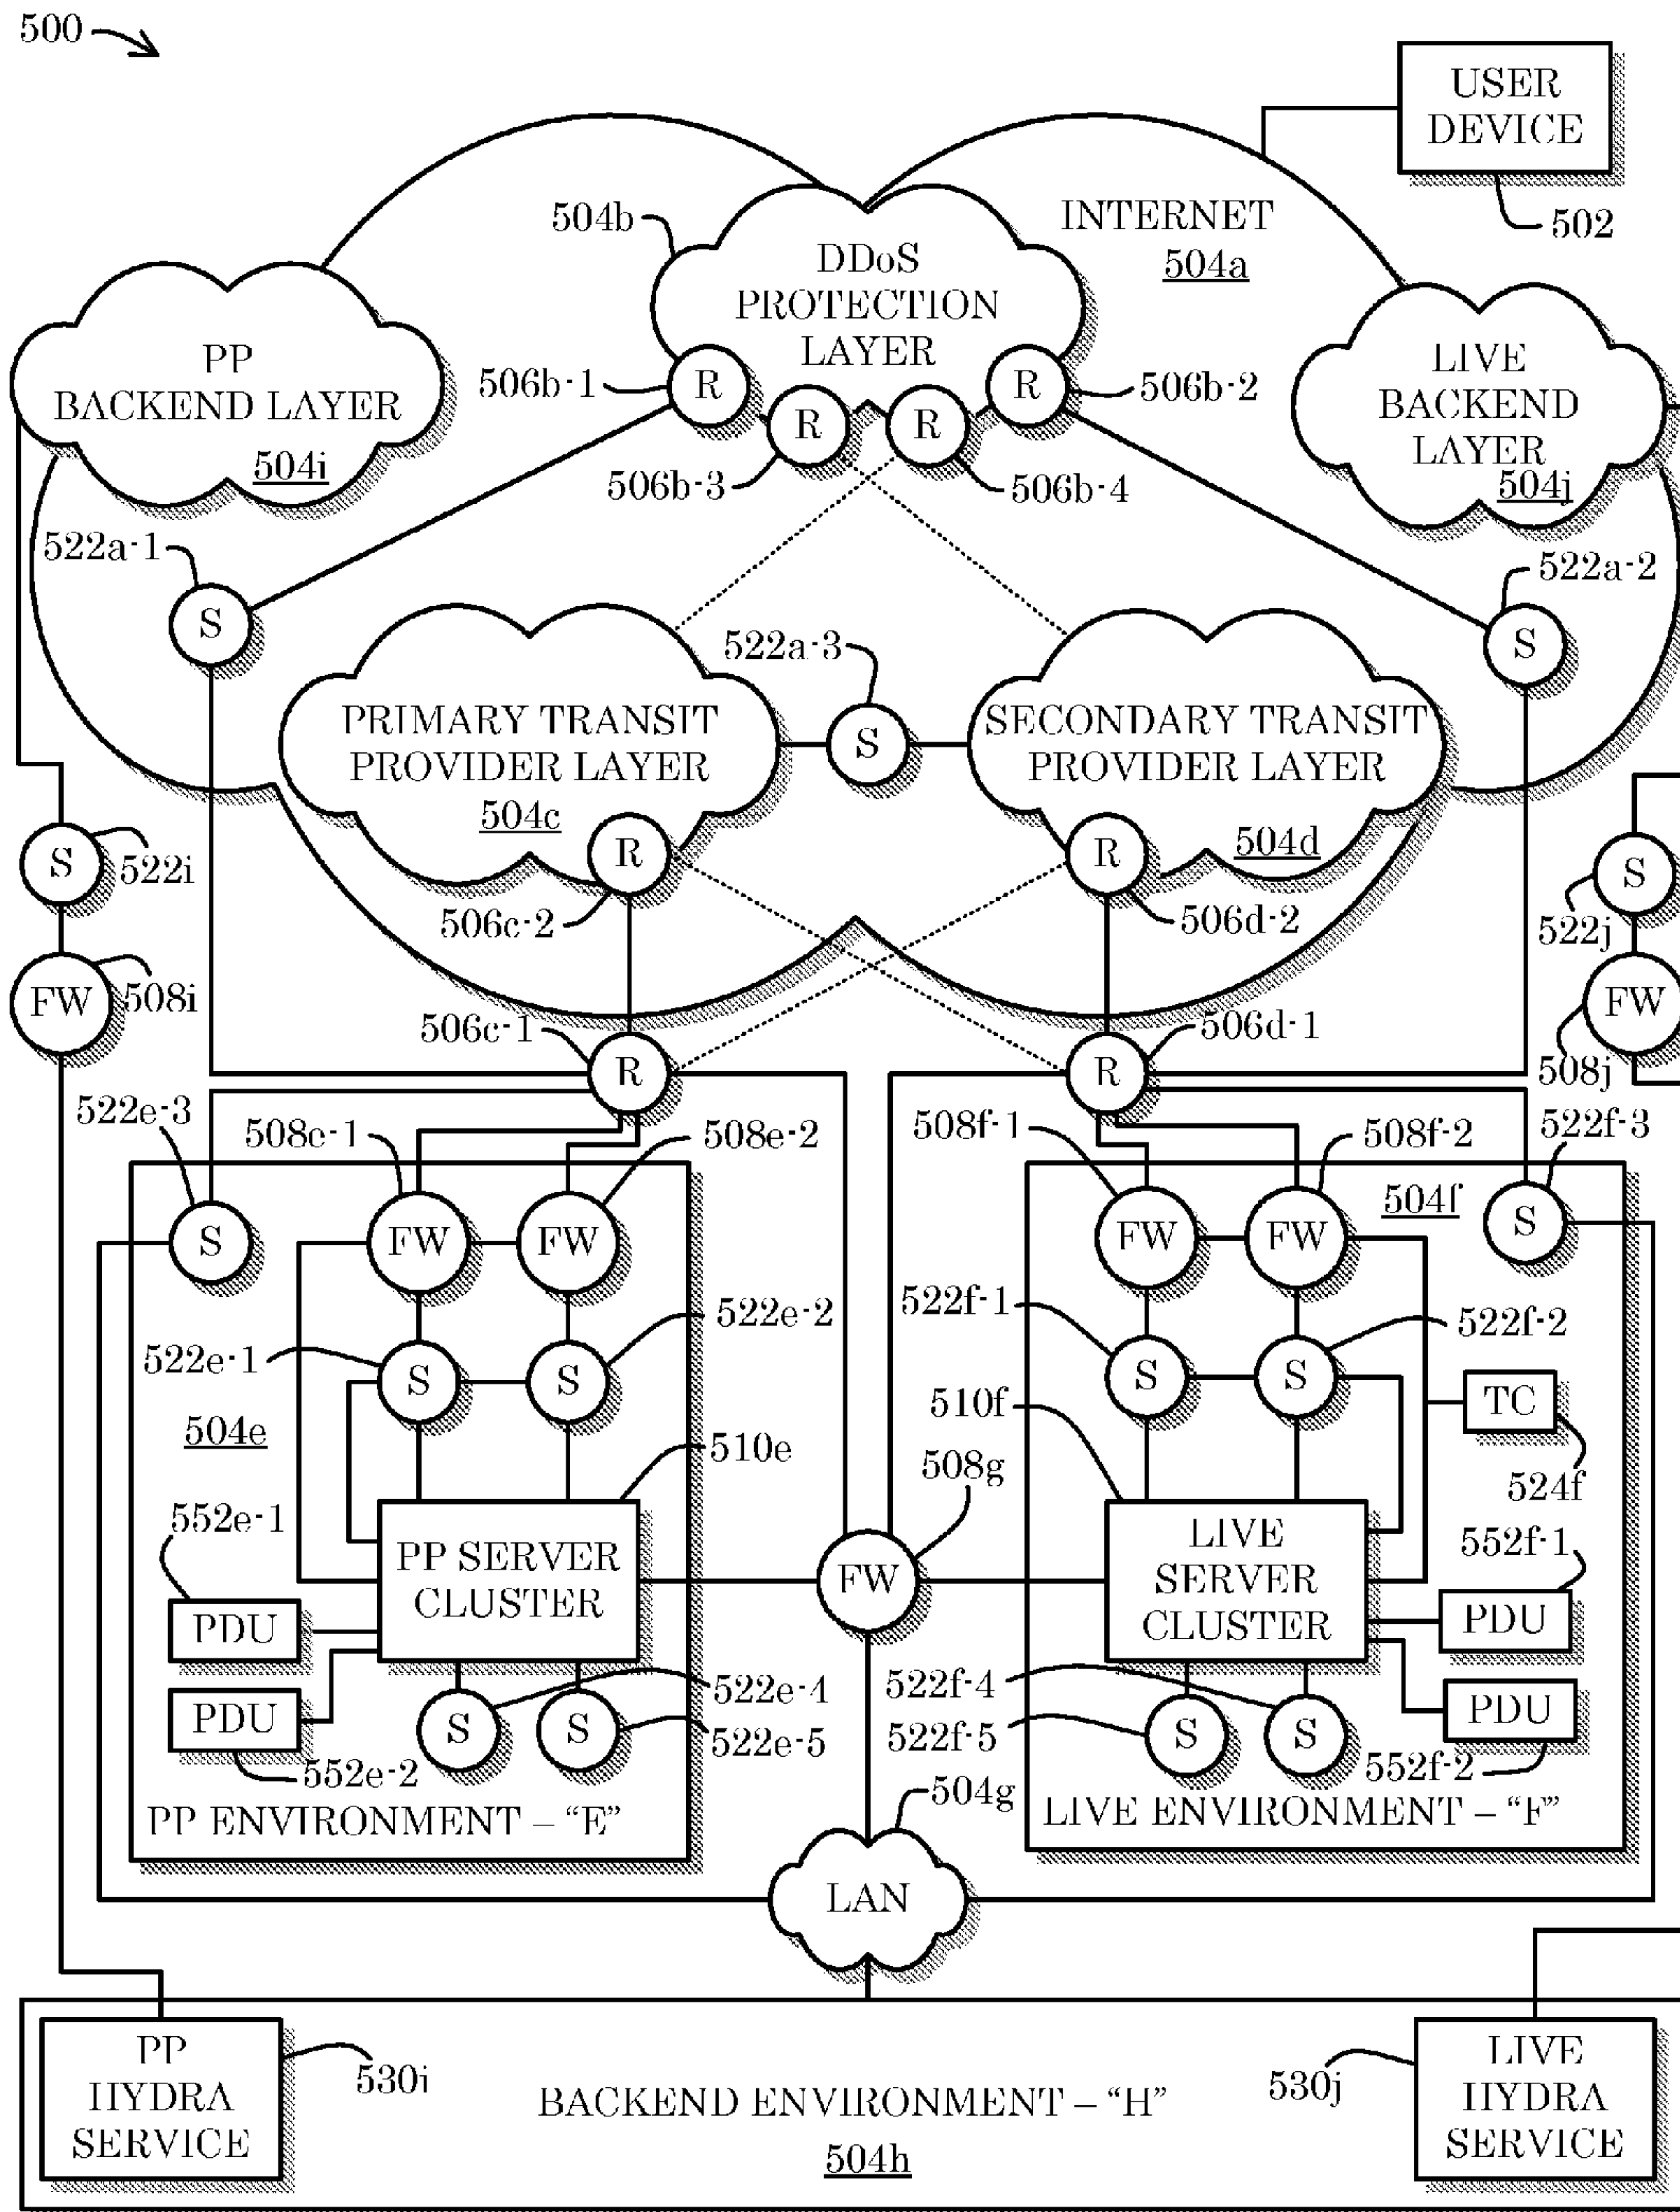 500
USER
DEVICE
502
INTERNET
504a
504b
DDoS
PROTECTION
LAYER
PP
BACKEND LAYER
504i
LIVE
BACKEND
LAYER
504j
506b-1
R
R
R
R
506b-2
506b-3
506b-4
522a-1
S
522a-2
S
522a-3
S
PRIMARY TRANSIT
PROVIDER LAYER
504c
SECONDARY TRANSIT
PROVIDER LAYER
504d
R
506c-2
R
506d-2
S
522i
FW
508i
S
522j
FW
508j
506c-1
R
506d-1
R
522e-3
508e-1
508e-2
508f-1
508f-2
522f-3
S
FW
FW
FW
FW
504f
S
522e-1
522e-2
522f-1
522f-2
S
S
S
S
504e
510e
510f
508g
TC
524f
552e-1
PDU
PP SERVER
CLUSTER
FW
LIVE
SERVER
CLUSTER
552f-1
PDU
PDU
552e-2
S
S
522e-4
522e-5
522f-4
522f-5
S
S
PDU
552f-2
PP ENVIRONMENT – “E”
504g
LIVE ENVIRONMENT – “F”
LAN
PP
HYDRA
SERVICE
530i
BACKEND ENVIRONMENT – “H”
504h
530j
LIVE
HYDRA
SERVICE